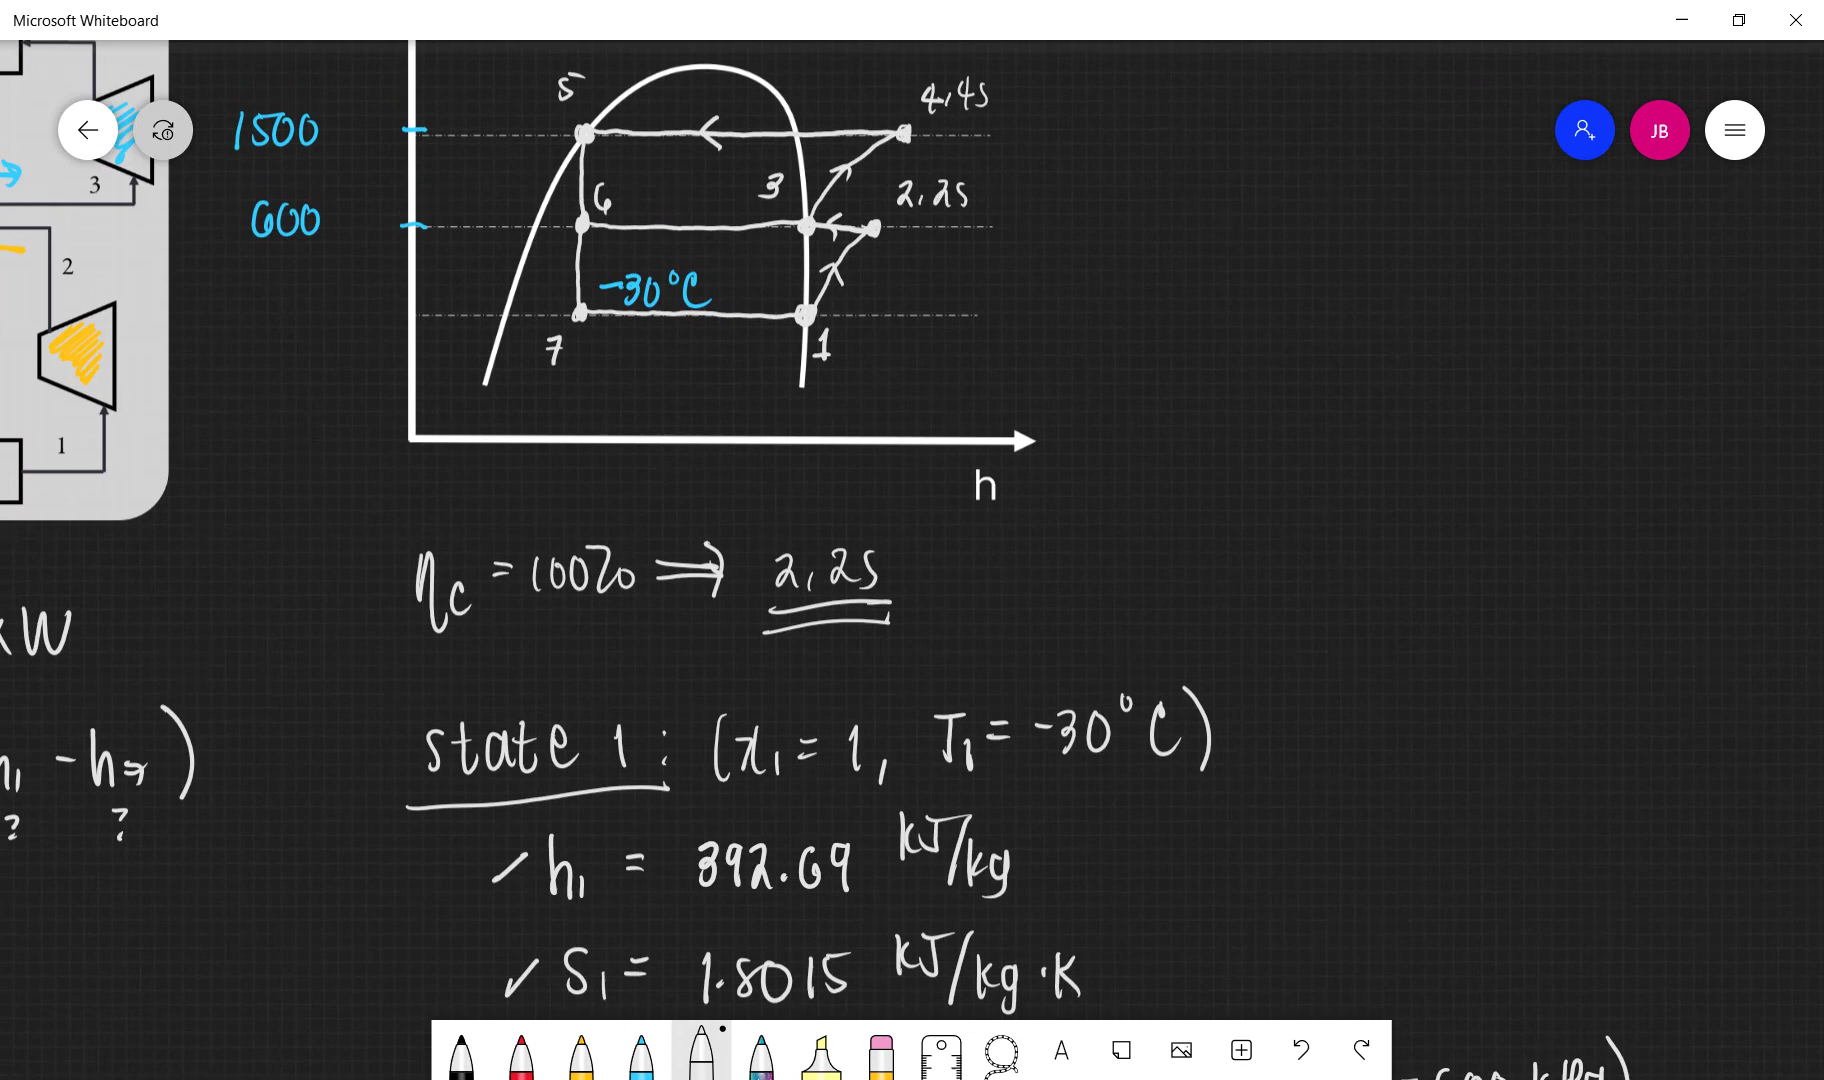 Microsoft Whiteboard
5
4,4s
1500
JB
3
3
2,2s
6
600
2
-30°C
7
1
1
h
ηc = 100% ⇒ 2,2s
kW
state 1 : (x1 = 1, T1 = -30°C)
h1 - h7)
? ?
✓ h1 = 392.69 kJ/kg
✓ S1 = 1.8015 kJ/kg·K
A